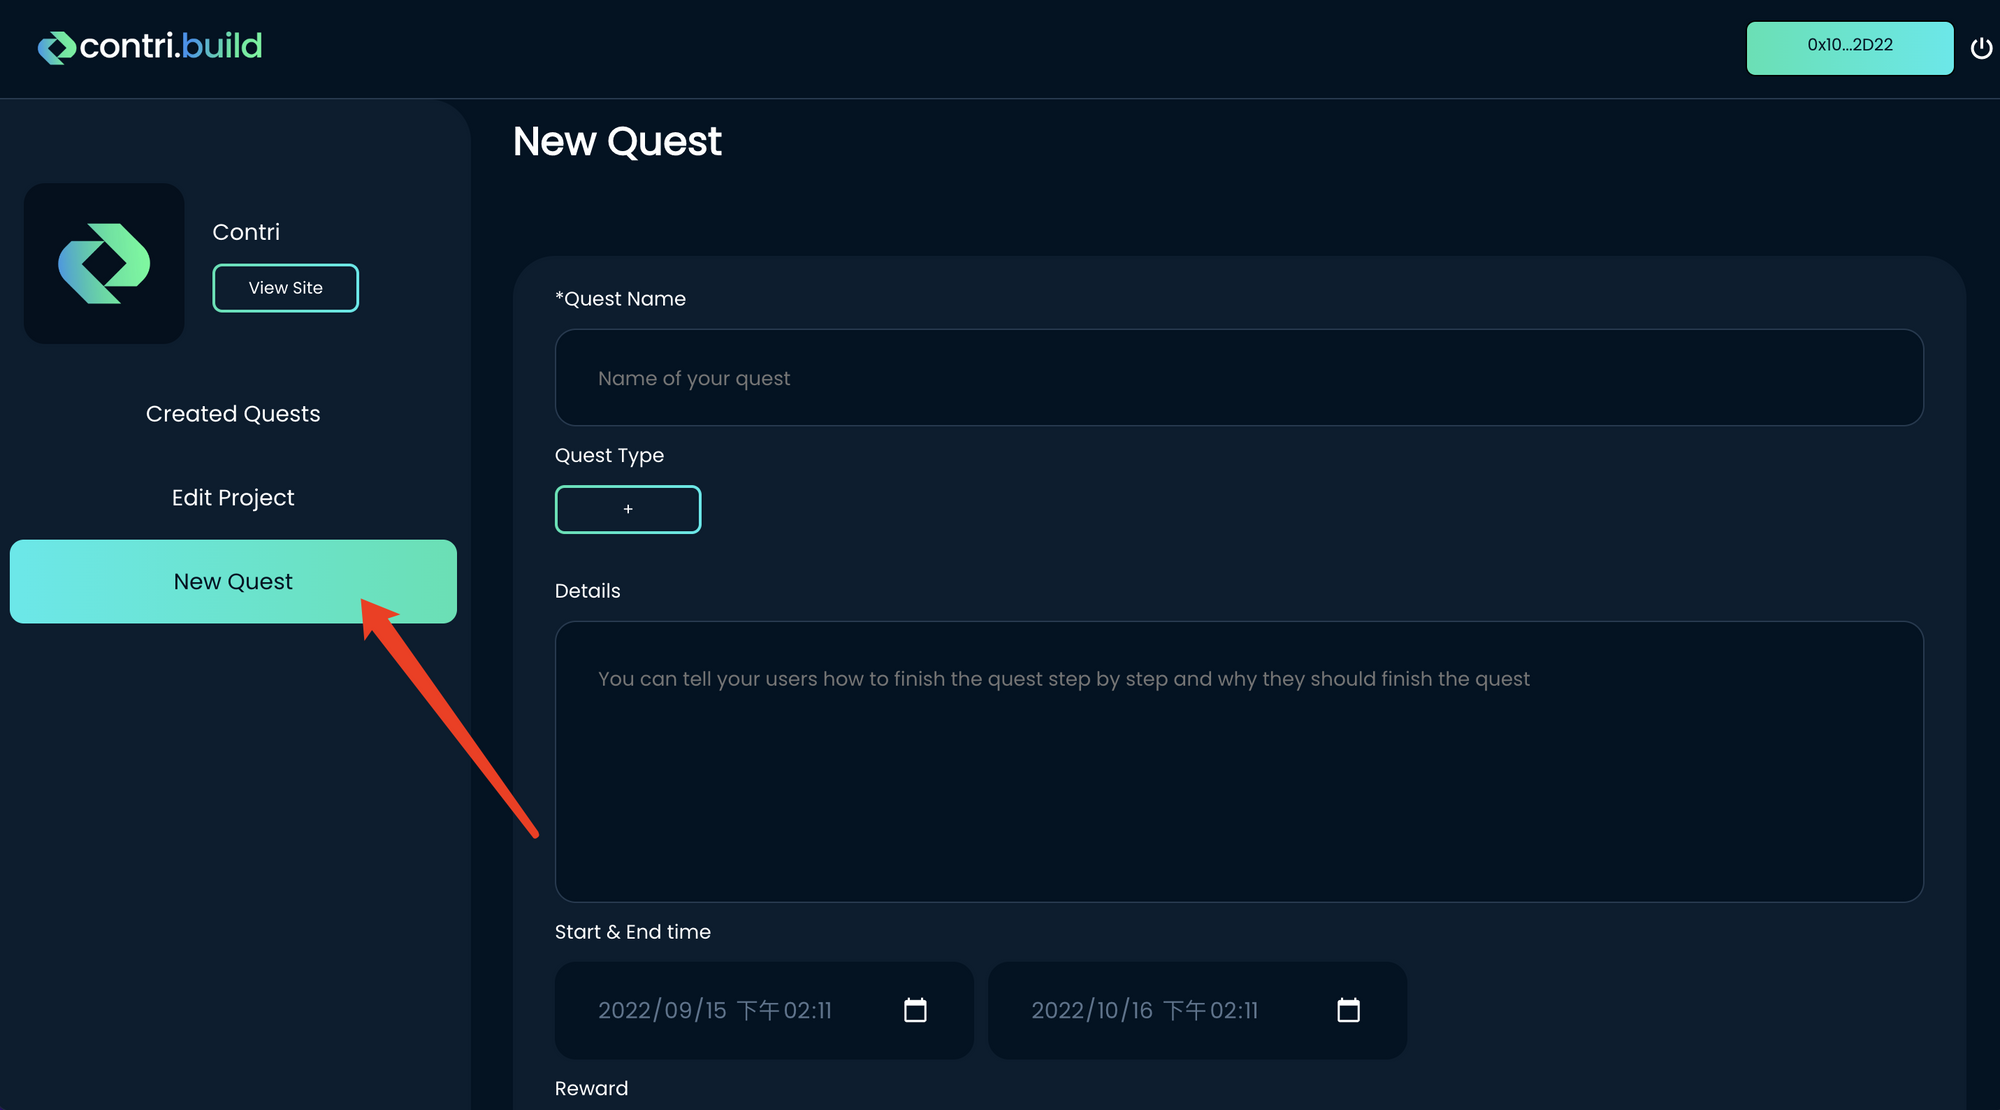 contri.build
0x10...2D22
New Quest
Contri
View Site
Created Quests
Edit Project
New Quest
*Quest Name
Name of your quest
Quest Type
+
Details
You can tell your users how to finish the quest step by step and why they should finish the quest
Start & End time
2022/09/15 下午 02:11
2022/10/16 下午 02:11
Reward